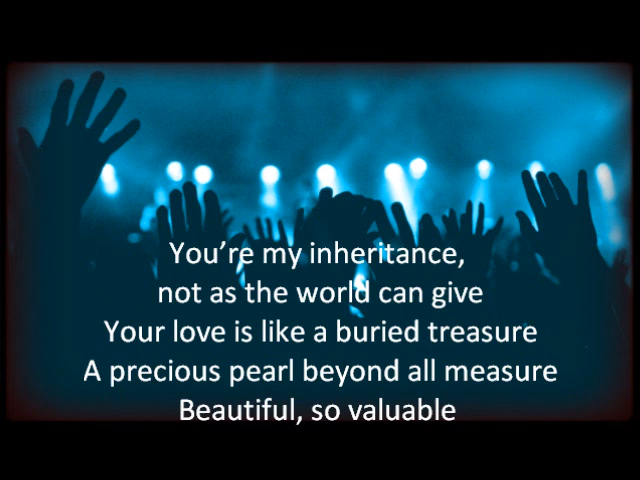 You’re my inheritance,
not as the world can give
Your love is like a buried treasure
A precious pearl beyond all measure
Beautiful, so valuable